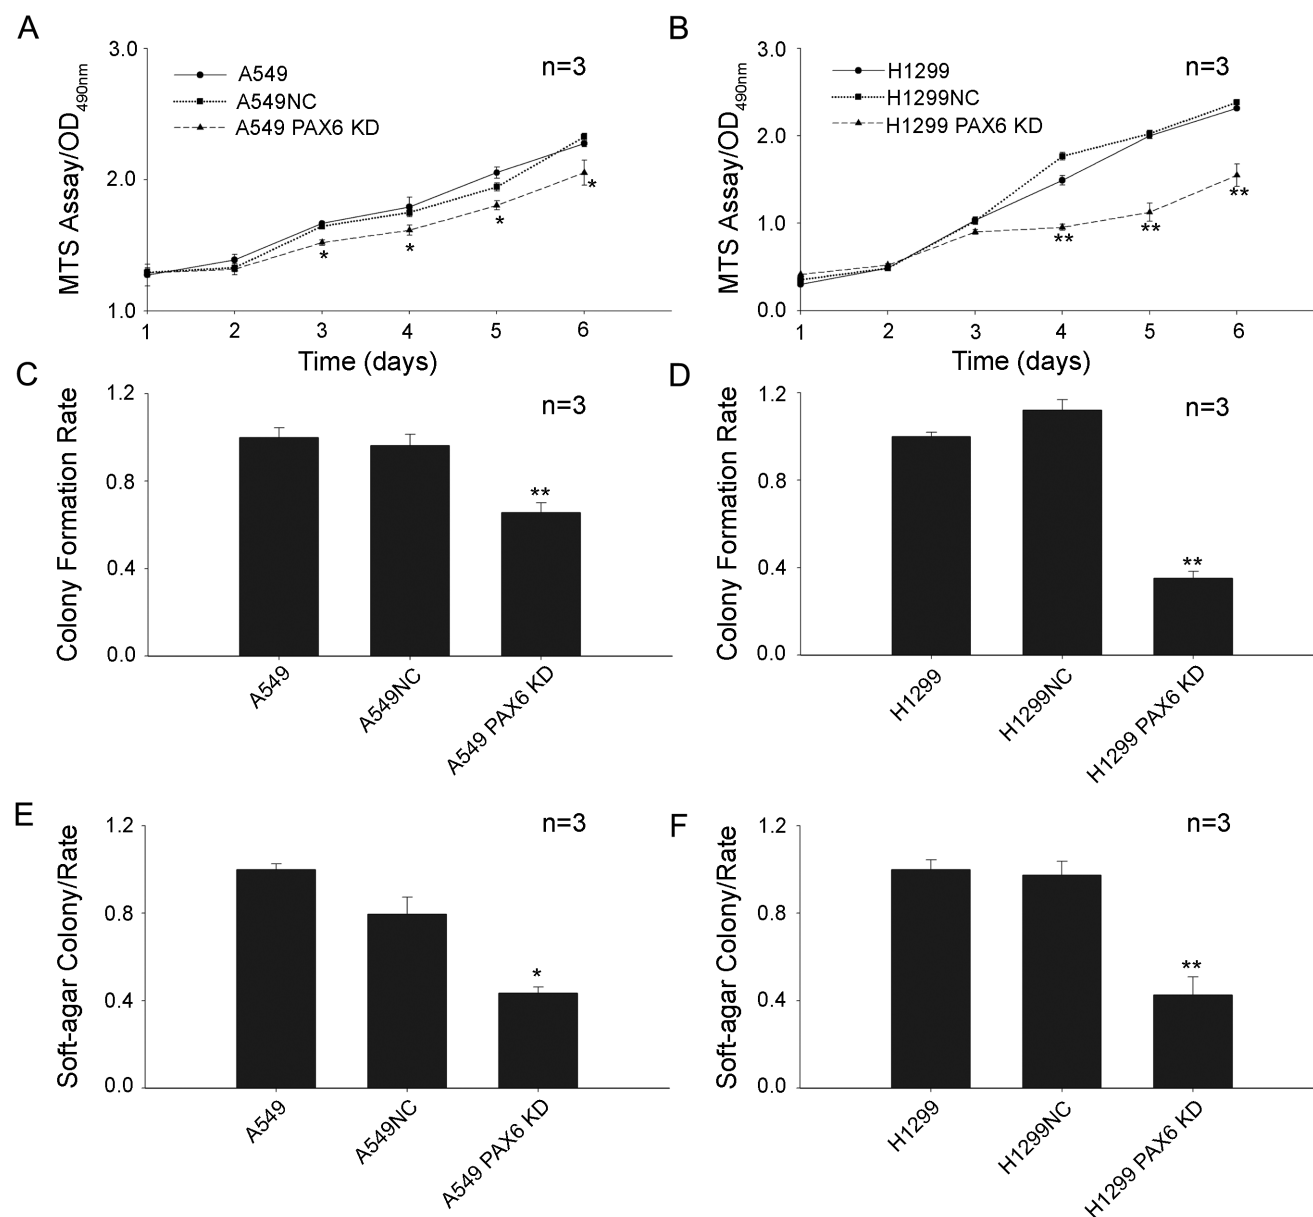 A
MTS Assay/OD490nm
3.0
2.0
1.0
A549
A549NC
A549 PAX6 KD
n=3
*
*
*
*
1 2 3 4 5 6
Time (days)
B
MTS Assay/OD490nm
3.0
2.0
1.0
0.0
H1299
H1299NC
H1299 PAX6 KD
n=3
**
**
**
1 2 3 4 5 6
Time (days)
C
Colony Formation Rate
1.2
0.8
0.4
0.0
n=3
**
A549
A549NC
A549 PAX6 KD
D
Colony Formation Rate
1.2
0.8
0.4
0.0
n=3
**
H1299
H1299NC
H1299 PAX6 KD
E
Soft-agar Colony/Rate
1.2
0.8
0.4
0.0
n=3
*
A549
A549NC
A549 PAX6 KD
F
Soft-agar Colony/Rate
1.2
0.8
0.4
0.0
n=3
**
H1299
H1299NC
H1299 PAX6 KD